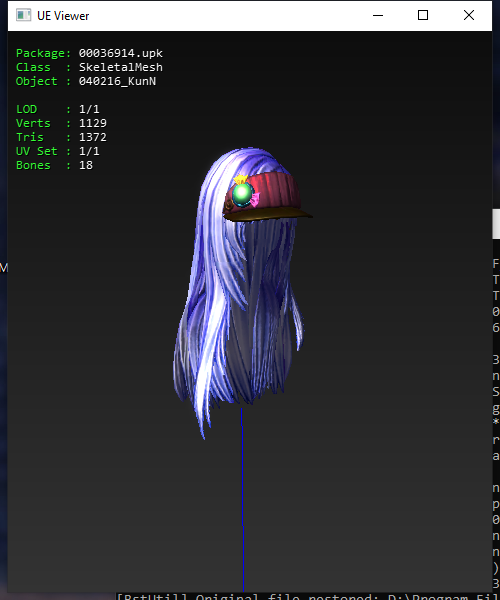 UE Viewer
Package: 00036914.upk
Class : SkeletalMesh
Object : 040216_KunN
LOD : 1/1
Verts : 1129
Tris : 1372
UV Set : 1/1
Bones : 18
[BstUtil] Original file restored: D:\Program Fil